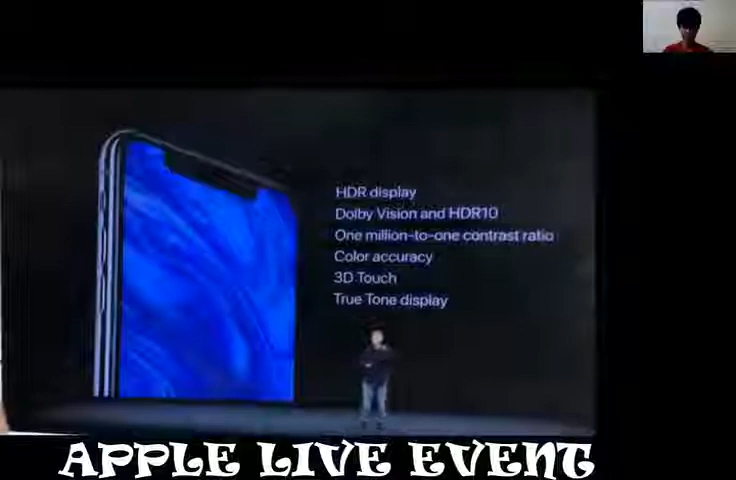 HDR display
Dolby Vision and HDR10
One million-to-one contrast ratio
Color accuracy
3D Touch
True Tone display
APPLE LIVE EVENT